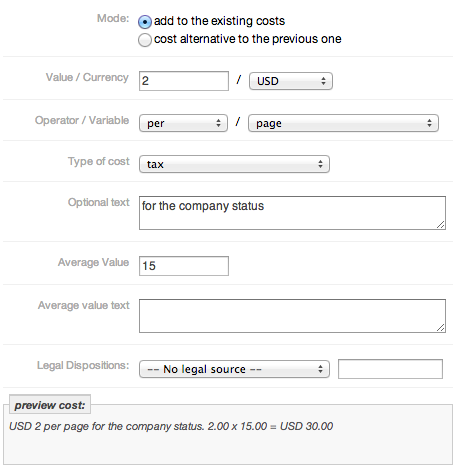 Mode:
add to the existing costs
cost alternative to the previous one
Value / Currency 2 / USD
Operator / Variable per / page
Type of cost tax
Optional text for the company status
Average Value 15
Average value text
Legal Dispositions: -- No legal source --
preview cost:
USD 2 per page for the company status. 2.00 x 15.00 = USD 30.00